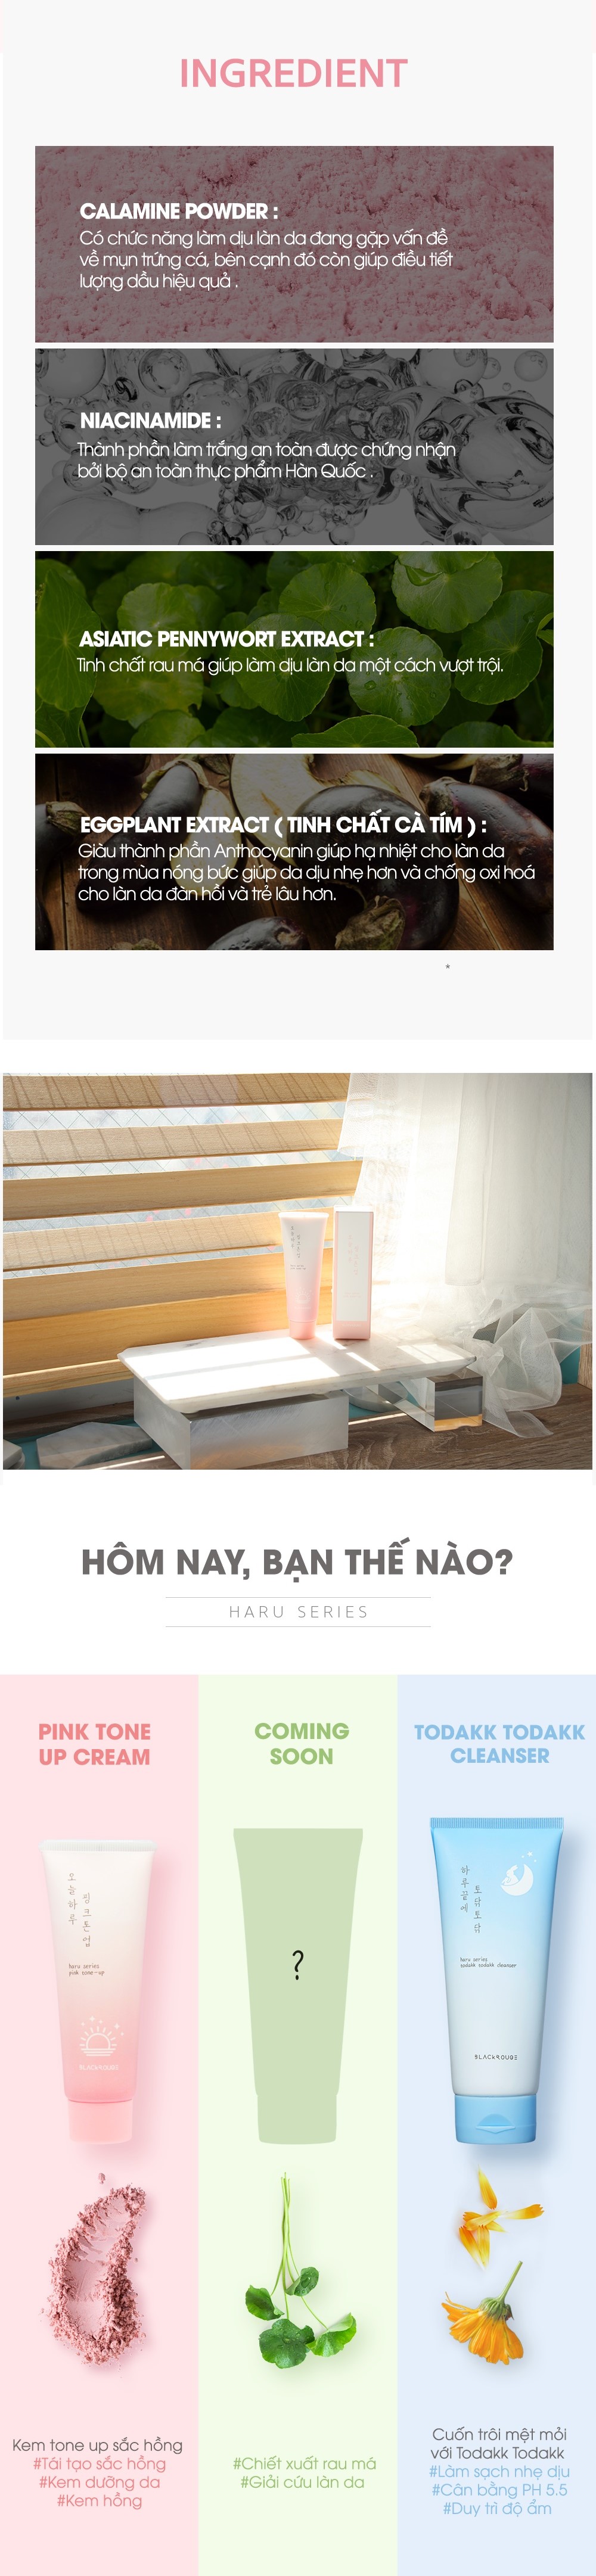 INGREDIENT
CALAMINE POWDER :
Có chức năng làm dịu làn da đang gặp vấn đề
về mụn trứng cá, bên cạnh đó còn giúp điều tiết
lượng dầu hiệu quả .
NIACINAMIDE :
Thành phần làm trắng an toàn được chứng nhận
bởi bộ an toàn thực phẩm Hàn Quốc .
ASIATIC PENNYWORT EXTRACT :
Tinh chất rau má giúp làm dịu làn da một cách vượt trội.
EGGPLANT EXTRACT ( TINH CHẤT CÀ TÍM ) :
Giàu thành phần Anthocyanin giúp hạ nhiệt cho làn da
trong mùa nóng bức giúp da dịu nhẹ hơn và chống oxi hoá
cho làn da đàn hồi và trẻ lâu hơn.
*
HÔM NAY, BẠN THẾ NÀO?
HARU SERIES
PINK TONE
UP CREAM
오늘하루
핑크톤업
haru series
pink tone-up
BLACKROUGE
Kem tone up sắc hồng
#Tái tạo sắc hồng
#Kem dưỡng da
#Kem hồng
COMING
SOON
?
#Chiết xuất rau má
#Giải cứu làn da
TODAKK TODAKK
CLEANSER
하루끝에
토닥토닥
haru series
todakk todakk cleanser
BLACKROUGE
Cuốn trôi mệt mỏi
với Todakk Todakk
#Làm sạch nhẹ dịu
#Cân bằng PH 5.5
#Duy trì độ ẩm